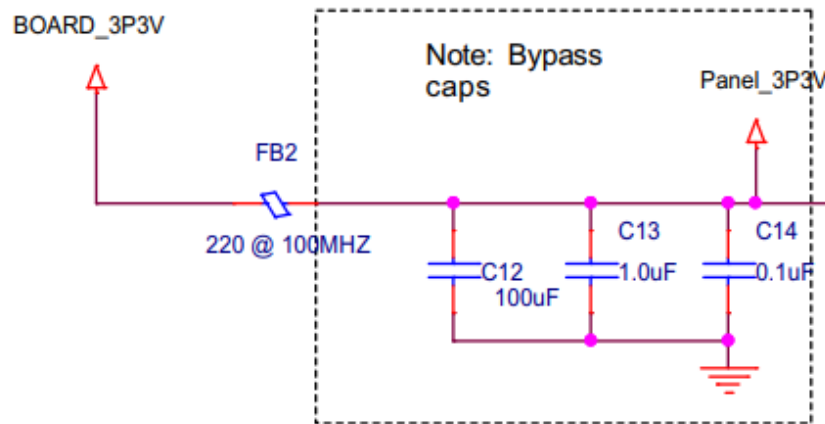 BOARD_3P3V
Note: Bypass
caps
Panel_3P3V
FB2
220 @ 100MHZ
C13
C14
C12
1.0uF
0.1uF
100uF